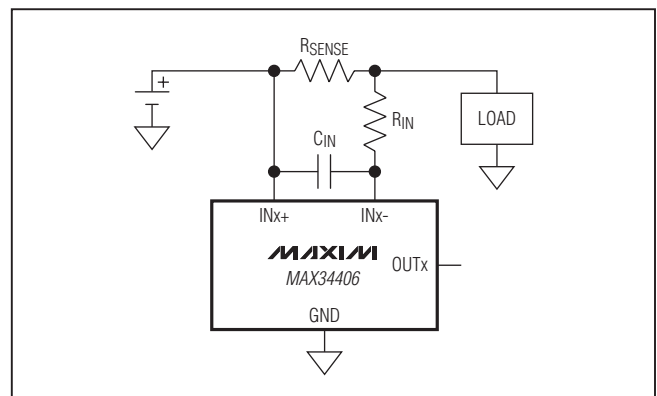 RSENSE
+
RIN
LOAD
CIN
INx+ INx-
MAXIM
OUTx
MAX34406
GND